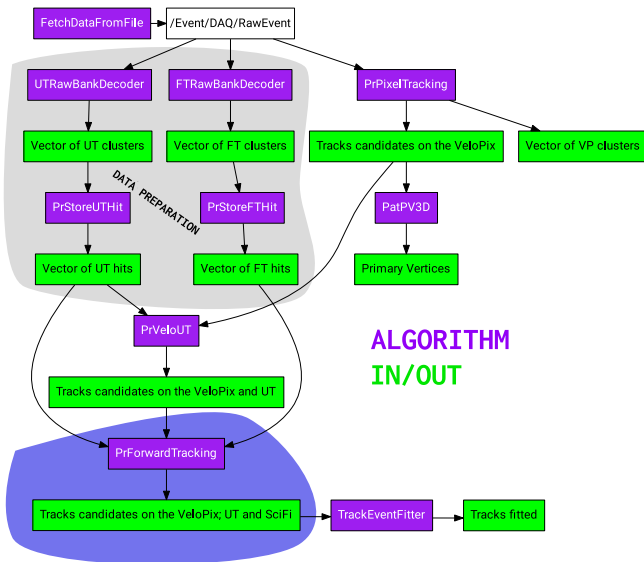 FetchDataFromFile
/Event/DAQ/RawEvent
UTRawBankDecoder
FTRawBankDecoder
PrPixelTracking
Vector of UT clusters
Vector of FT clusters
Tracks candidates on the VeloPix
Vector of VP clusters
DATA PREPARATION
PrStoreUTHit
PrStoreFTHit
PatPV3D
Vector of UT hits
Vector of FT hits
Primary Vertices
PrVeloUT
ALGORITHM
IN/OUT
Tracks candidates on the VeloPix and UT
PrForwardTracking
Tracks candidates on the VeloPix; UT and SciFi
TrackEventFitter
Tracks fitted